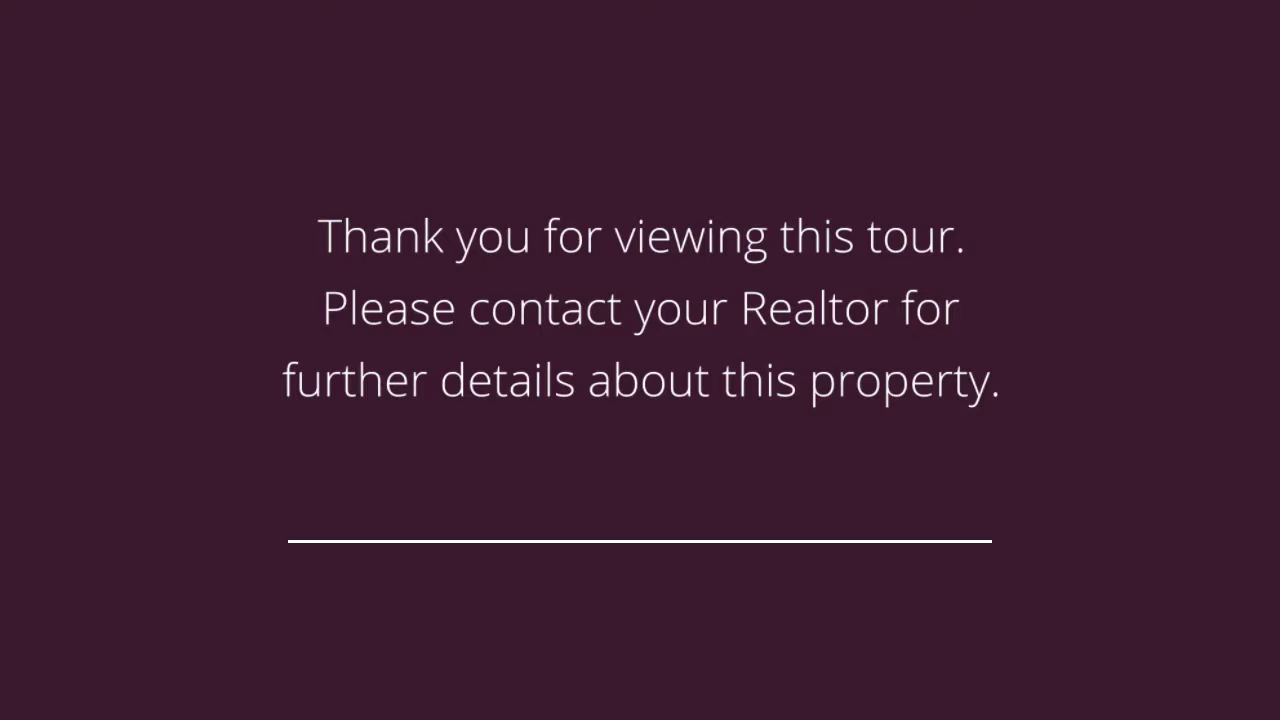 Thank you for viewing this tour.
Please contact your Realtor for
further details about this property.